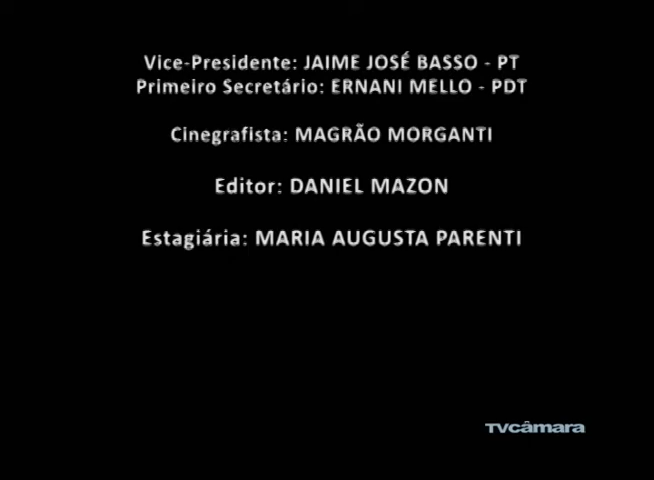 Vice-Presidente: JAIME JOSÉ BASSO - PT
Primeiro Secretário: ERNANI MELLO - PDT
Cinegrafista: MAGRÃO MORGANTI
Editor: DANIEL MAZON
Estagiária: MARIA AUGUSTA PARENTI
TVcâmara